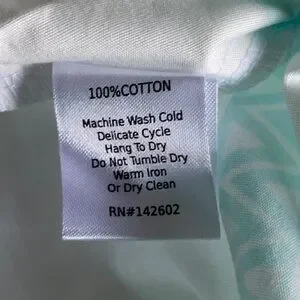 100%COTTON
Machine Wash Cold
Delicate Cycle
Hang To Dry
Do Not Tumble Dry
Warm Iron
Or Dry Clean
RN#142602